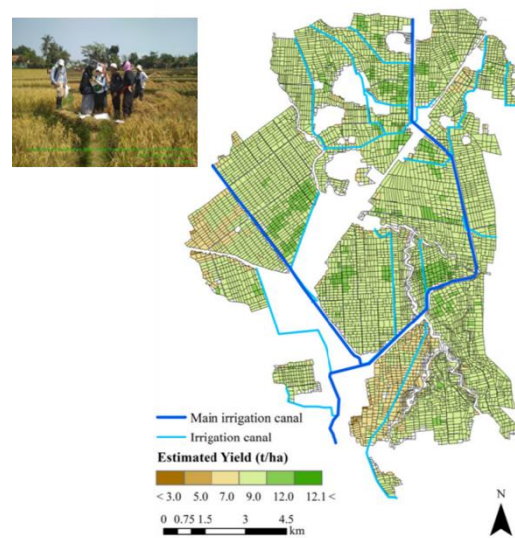 Main irrigation canal
Irrigation canal
Estimated Yield (t/ha)
< 3.0 5.0 7.0 9.0 12.0 12.1 <
0 0.75 1.5 3 4.5
km
N